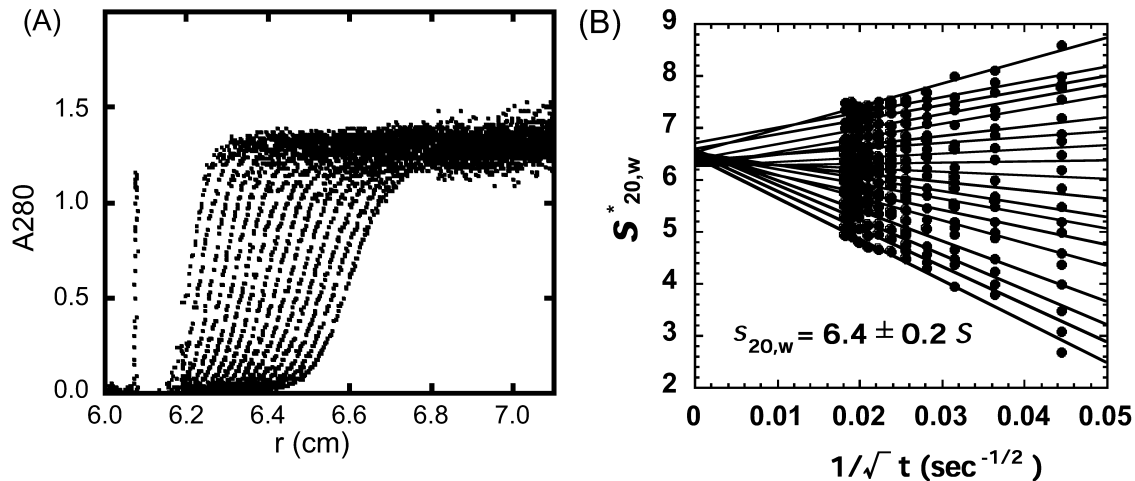 (A)
A280
1.5
1.0
0.5
0.0
6.0 6.2 6.4 6.6 6.8 7.0
r (cm)
(B)
S*20,w
9
8
7
6
5
4
3
2
s20,w = 6.4 ± 0.2 S
0 0.01 0.02 0.03 0.04 0.05
1/√ t (sec-1/2)